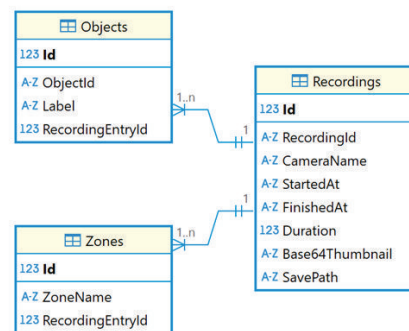 Objects
123 Id
A-Z ObjectId
A-Z Label
123 RecordingEntryId
1..n
1
Recordings
123 Id
A-Z RecordingId
A-Z CameraName
A-Z StartedAt
A-Z FinishedAt
123 Duration
A-Z Base64Thumbnail
A-Z SavePath
1
1..n
Zones
123 Id
A-Z ZoneName
123 RecordingEntryId